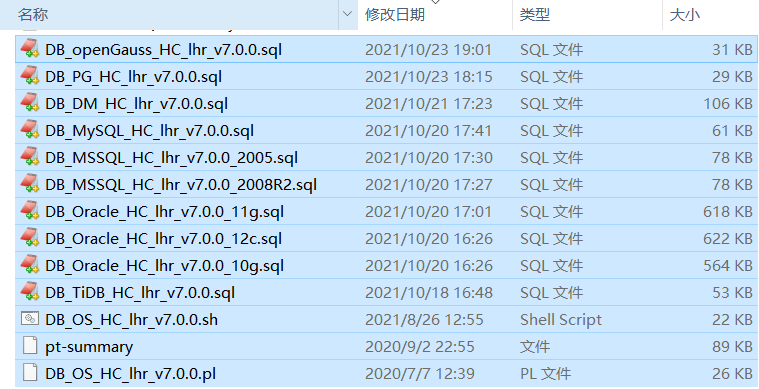 名称 修改日期 类型 大小
DB_openGauss_HC_lhr_v7.0.0.sql 2021/10/23 19:01 SQL 文件 31 KB
DB_PG_HC_lhr_v7.0.0.sql 2021/10/23 18:15 SQL 文件 29 KB
DB_DM_HC_lhr_v7.0.0.sql 2021/10/21 17:23 SQL 文件 106 KB
DB_MySQL_HC_lhr_v7.0.0.sql 2021/10/20 17:41 SQL 文件 61 KB
DB_MSSQL_HC_lhr_v7.0.0_2005.sql 2021/10/20 17:30 SQL 文件 78 KB
DB_MSSQL_HC_lhr_v7.0.0_2008R2.sql 2021/10/20 17:27 SQL 文件 78 KB
DB_Oracle_HC_lhr_v7.0.0_11g.sql 2021/10/20 17:01 SQL 文件 618 KB
DB_Oracle_HC_lhr_v7.0.0_12c.sql 2021/10/20 16:26 SQL 文件 622 KB
DB_Oracle_HC_lhr_v7.0.0_10g.sql 2021/10/20 16:26 SQL 文件 564 KB
DB_TiDB_HC_lhr_v7.0.0.sql 2021/10/18 16:48 SQL 文件 53 KB
DB_OS_HC_lhr_v7.0.0.sh 2021/8/26 12:55 Shell Script 22 KB
pt-summary 2020/9/2 22:55 文件 89 KB
DB_OS_HC_lhr_v7.0.0.pl 2020/7/7 12:39 PL 文件 26 KB